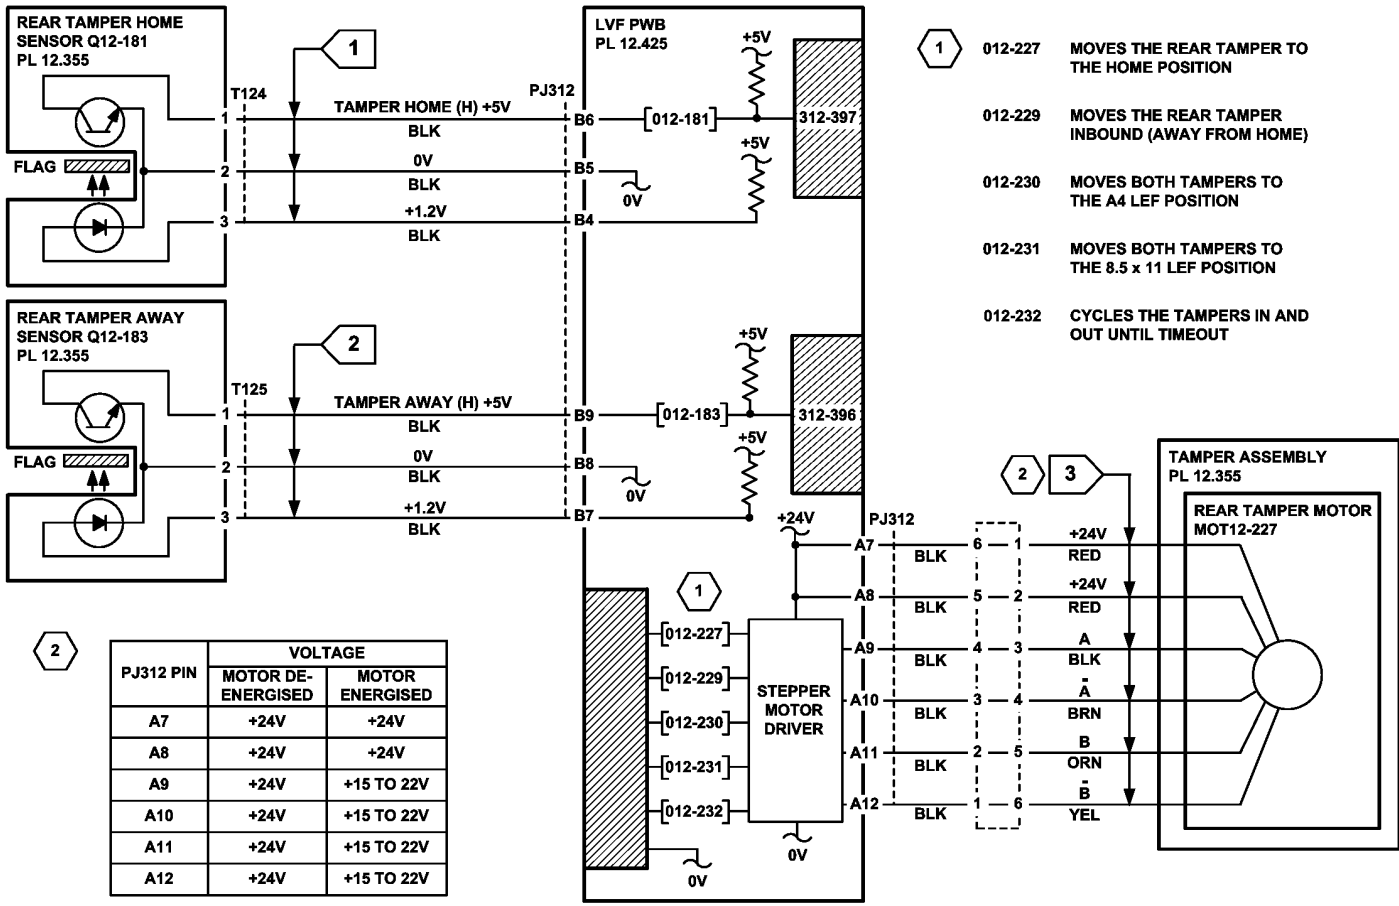 REAR TAMPER HOME
SENSOR Q12-181
PL 12.355
FLAG
T124
1
2
3
1
TAMPER HOME (H) +5V
BLK
0V
BLK
+1.2V
BLK
PJ312
B6
B5
B4
LVF PWB
PL 12.425
+5V
[012-181]
312-397
+5V
0V
1
012-227 MOVES THE REAR TAMPER TO
THE HOME POSITION
012-229 MOVES THE REAR TAMPER
INBOUND (AWAY FROM HOME)
012-230 MOVES BOTH TAMPERS TO
THE A4 LEF POSITION
012-231 MOVES BOTH TAMPERS TO
THE 8.5 x 11 LEF POSITION
012-232 CYCLES THE TAMPERS IN AND
OUT UNTIL TIMEOUT
REAR TAMPER AWAY
SENSOR Q12-183
PL 12.355
FLAG
T125
1
2
3
2
TAMPER AWAY (H) +5V
BLK
0V
BLK
+1.2V
BLK
B9
B8
B7
+5V
[012-183]
312-396
+5V
0V
+24V
PJ312
A7
A8
A9
A10
A11
A12
BLK
BLK
BLK
BLK
BLK
BLK
6 1
5 2
4 3
3 4
2 5
1 6
2
3
+24V
RED
+24V
RED
A
BLK
A̅
BRN
B
ORN
B̅
YEL
TAMPER ASSEMBLY
PL 12.355
REAR TAMPER MOTOR
MOT12-227
1
[012-227]
[012-229]
[012-230]
[012-231]
[012-232]
STEPPER
MOTOR
DRIVER
0V
0V
2
PJ312 PIN VOLTAGE
MOTOR DE-
ENERGISED
MOTOR
ENERGISED
A7 +24V +24V
A8 +24V +24V
A9 +24V +15 TO 22V
A10 +24V +15 TO 22V
A11 +24V +15 TO 22V
A12 +24V +15 TO 22V